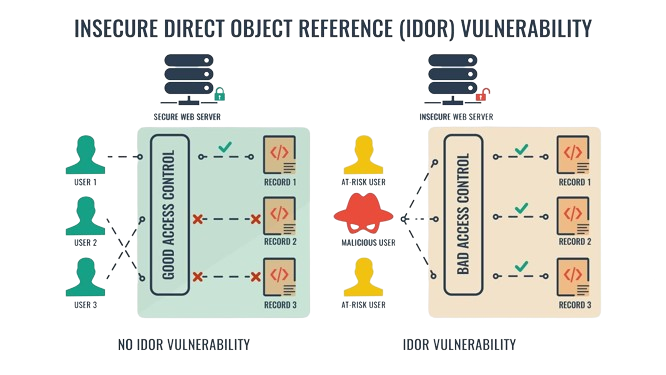 INSECURE DIRECT OBJECT REFERENCE (IDOR) VULNERABILITY
SECURE WEB SERVER
USER 1
USER 2
USER 3
GOOD ACCESS CONTROL
</>
RECORD 1
</>
RECORD 2
</>
RECORD 3
NO IDOR VULNERABILITY
INSECURE WEB SERVER
AT-RISK USER
MALICIOUS USER
AT-RISK USER
BAD ACCESS CONTROL
</>
RECORD 1
</>
RECORD 2
</>
RECORD 3
IDOR VULNERABILITY